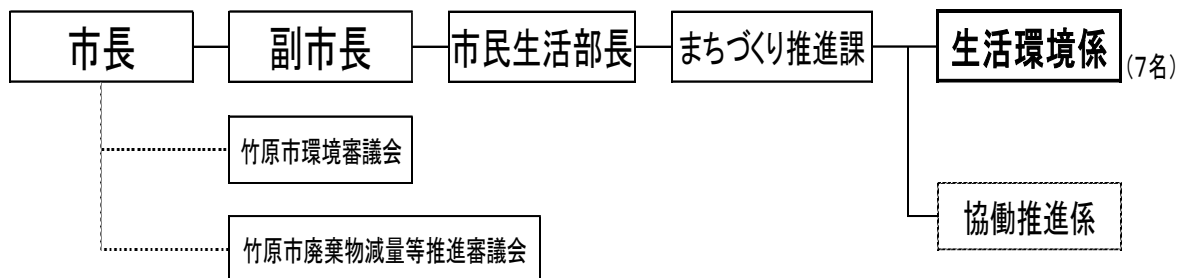 市長
副市長
市民生活部長
まちづくり推進課
生活環境係
(7名)
竹原市環境審議会
協働推進係
竹原市廃棄物減量等推進審議会